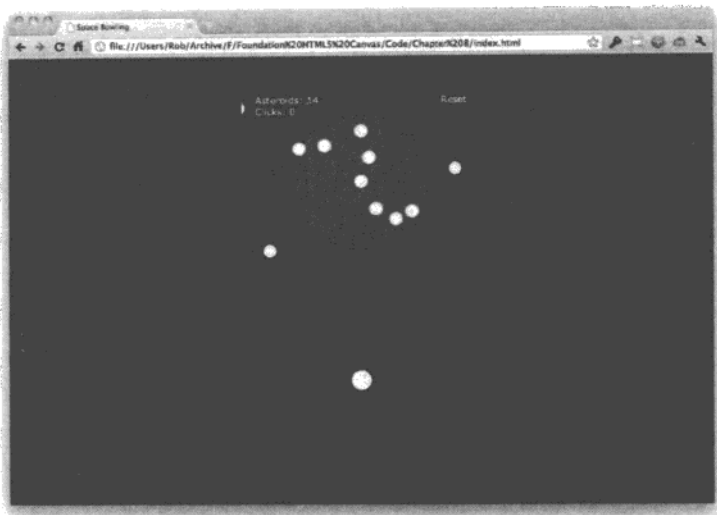 Space Bowling
file:///Users/Rob/Archive/F/Foundation%20HTML5%20Canvas/Code/Chapter%208/index.html
Asteroids: 14
Reset
Clicks: 0